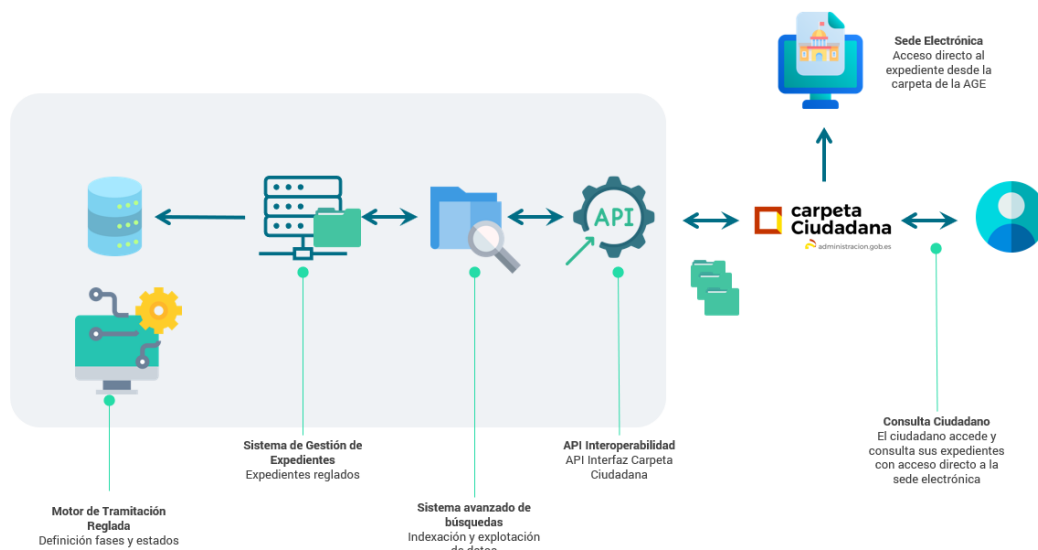 Sede Electrónica
Acceso directo al
expediente desde la
carpeta de la AGE
API
carpeta
Ciudadana
administracion.gob.es
Sistema de Gestión de
Expedientes
Expedientes reglados
API Interoperabilidad
API Interfaz Carpeta
Ciudadana
Consulta Ciudadano
El ciudadano accede y
consulta sus expedientes
con acceso directo a la
sede electrónica
Motor de Tramitación
Reglada
Definición fases y estados
Sistema avanzado de
búsquedas
Indexación y explotación
de datos